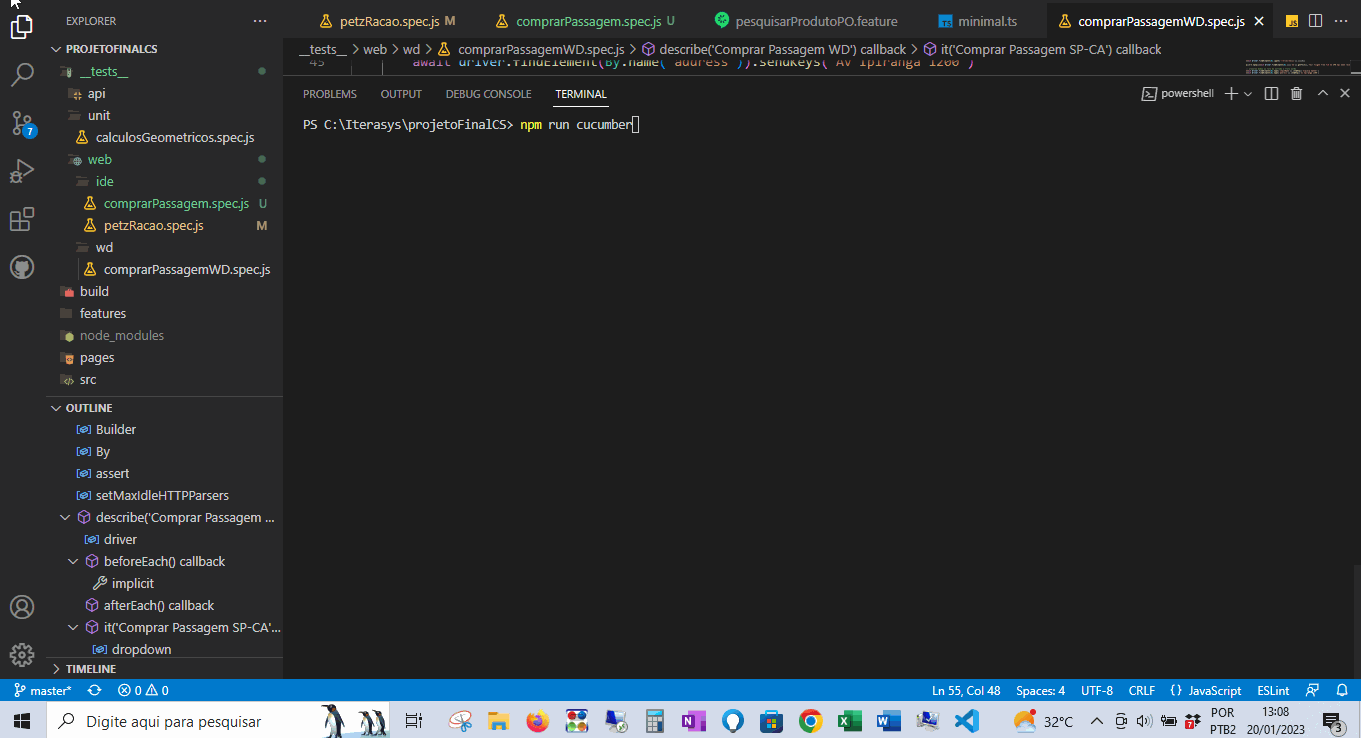 EXPLORER
PROJETOFINALCS
__tests__
api
unit
calculosGeometricos.spec.js
web
ide
comprarPassagem.spec.js U
petzRacao.spec.js M
wd
comprarPassagemWD.spec.js
build
features
node_modules
pages
src
OUTLINE
Builder
By
assert
setMaxIdleHTTPParsers
describe('Comprar Passagem ...
driver
beforeEach() callback
implicit
afterEach() callback
it('Comprar Passagem SP-CA'...
dropdown
TIMELINE
petzRacao.spec.js M comprarPassagem.spec.js U pesquisarProdutoPO.feature TS minimal.ts comprarPassagemWD.spec.js JS
__tests__ > web > wd > comprarPassagemWD.spec.js > describe('Comprar Passagem WD') callback > it('Comprar Passagem SP-CA') callback
45 await driver.findElement(By.name('address')).sendKeys('Av Ipiranga 1200')
PROBLEMS OUTPUT DEBUG CONSOLE TERMINAL powershell
PS C:\Iterasys\projetoFinalCS> npm run cucumber
7
master* 0 0 Ln 55, Col 48 Spaces: 4 UTF-8 CRLF {} JavaScript ESLint
Digite aqui para pesquisar 32°C POR 13:08
PTB2 20/01/2023 3